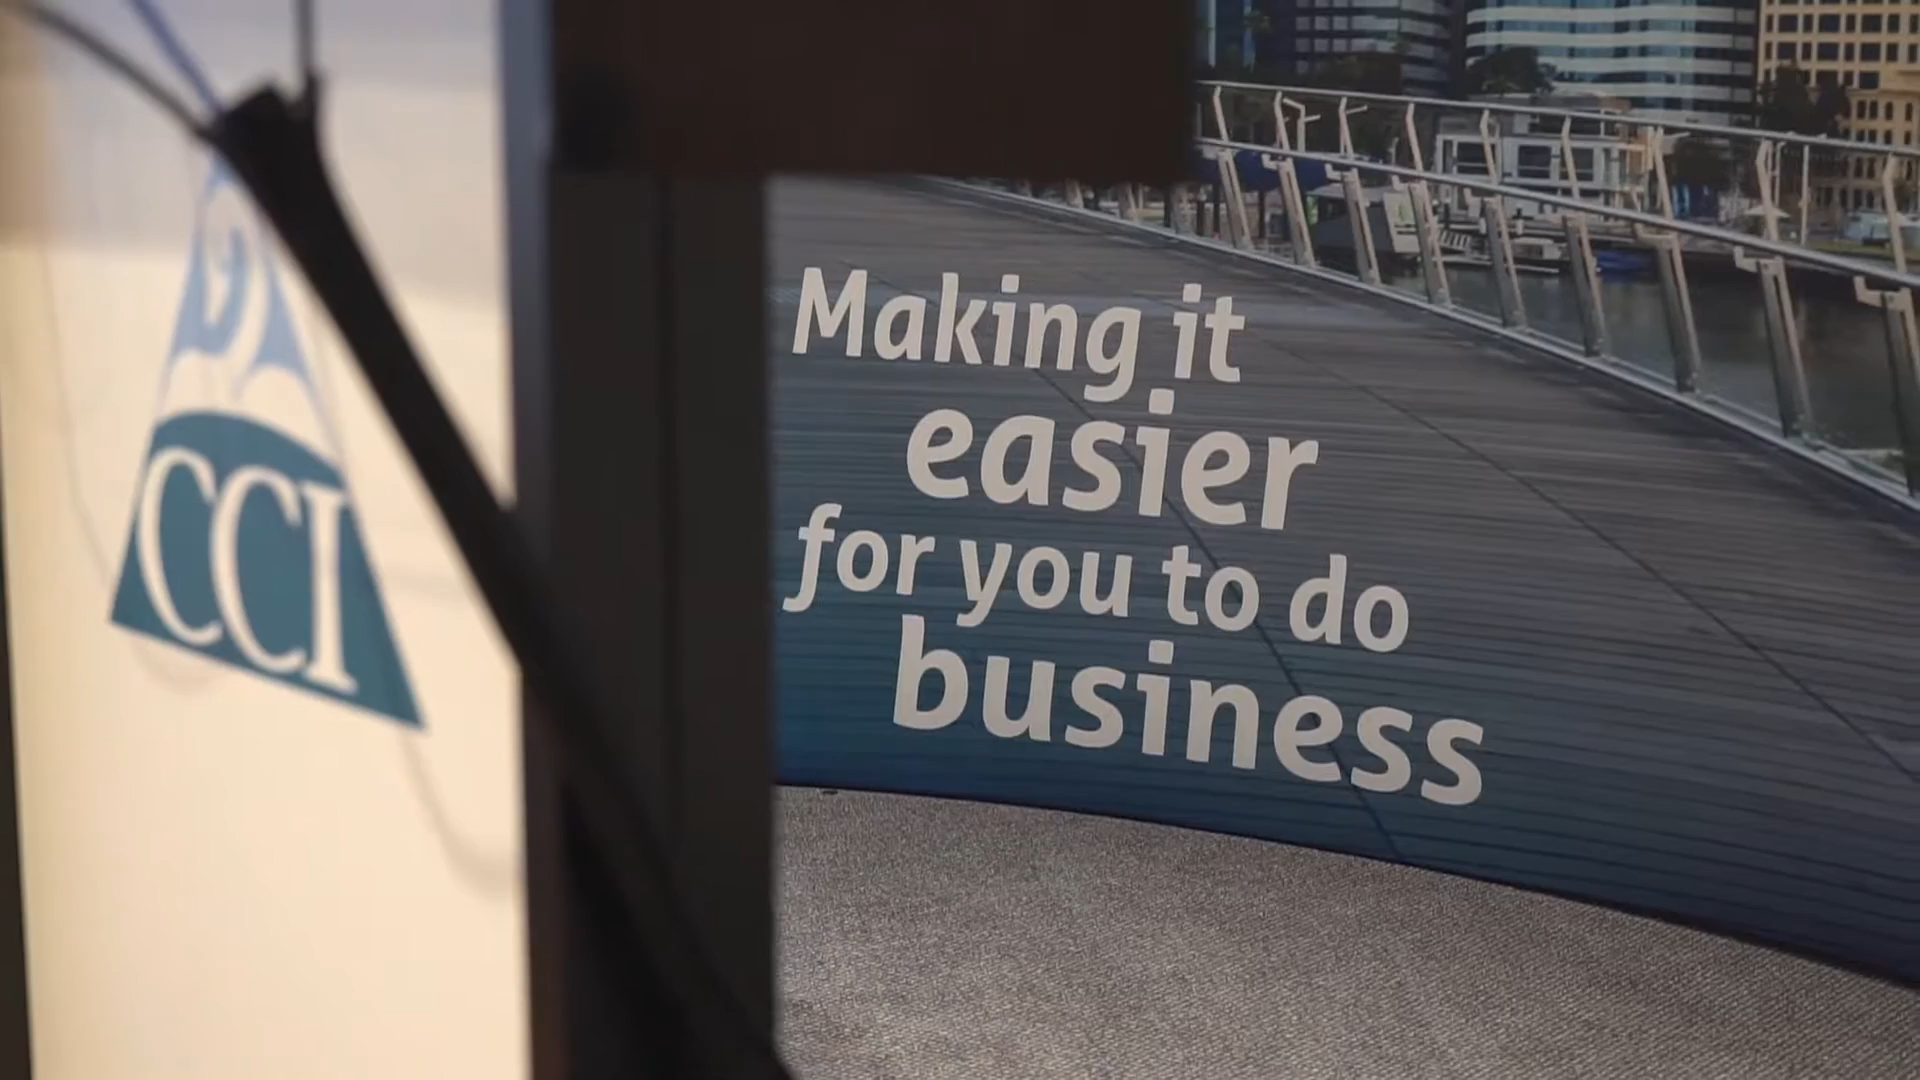 CCI
Making it
easier
for you to do
business